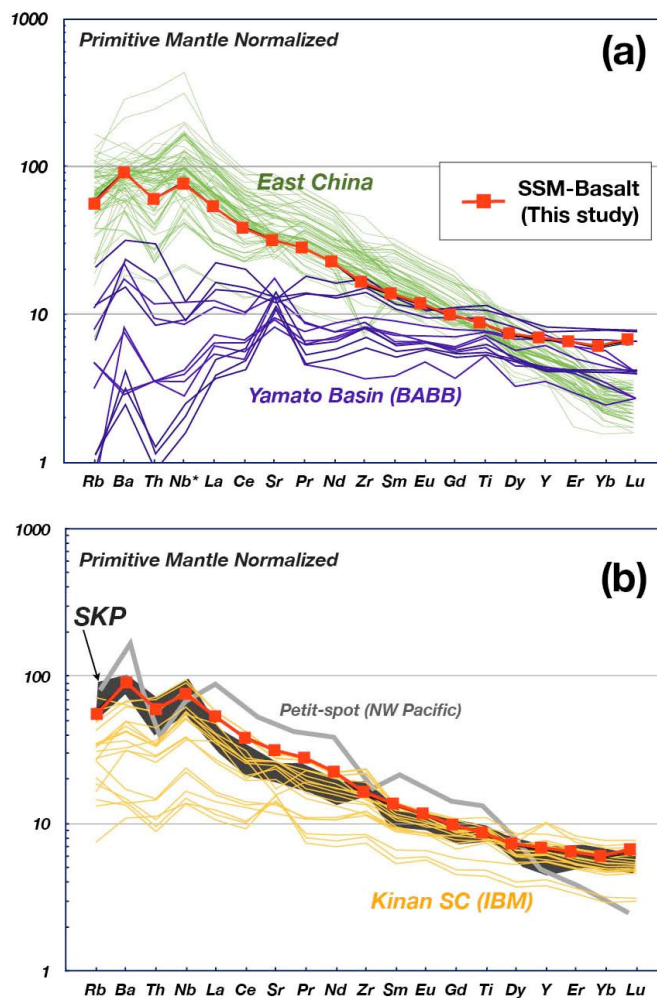 1000
Primitive Mantle Normalized
(a)
100
East China
SSM-Basalt
(This study)
10
Yamato Basin (BABB)
1
Rb Ba Th Nb* La Ce Sr Pr Nd Zr Sm Eu Gd Ti Dy Y Er Yb Lu
1000
Primitive Mantle Normalized
(b)
SKP
100
Petit-spot (NW Pacific)
10
Kinan SC (IBM)
1
Rb Ba Th Nb La Ce Sr Pr Nd Zr Sm Eu Gd Ti Dy Y Er Yb Lu